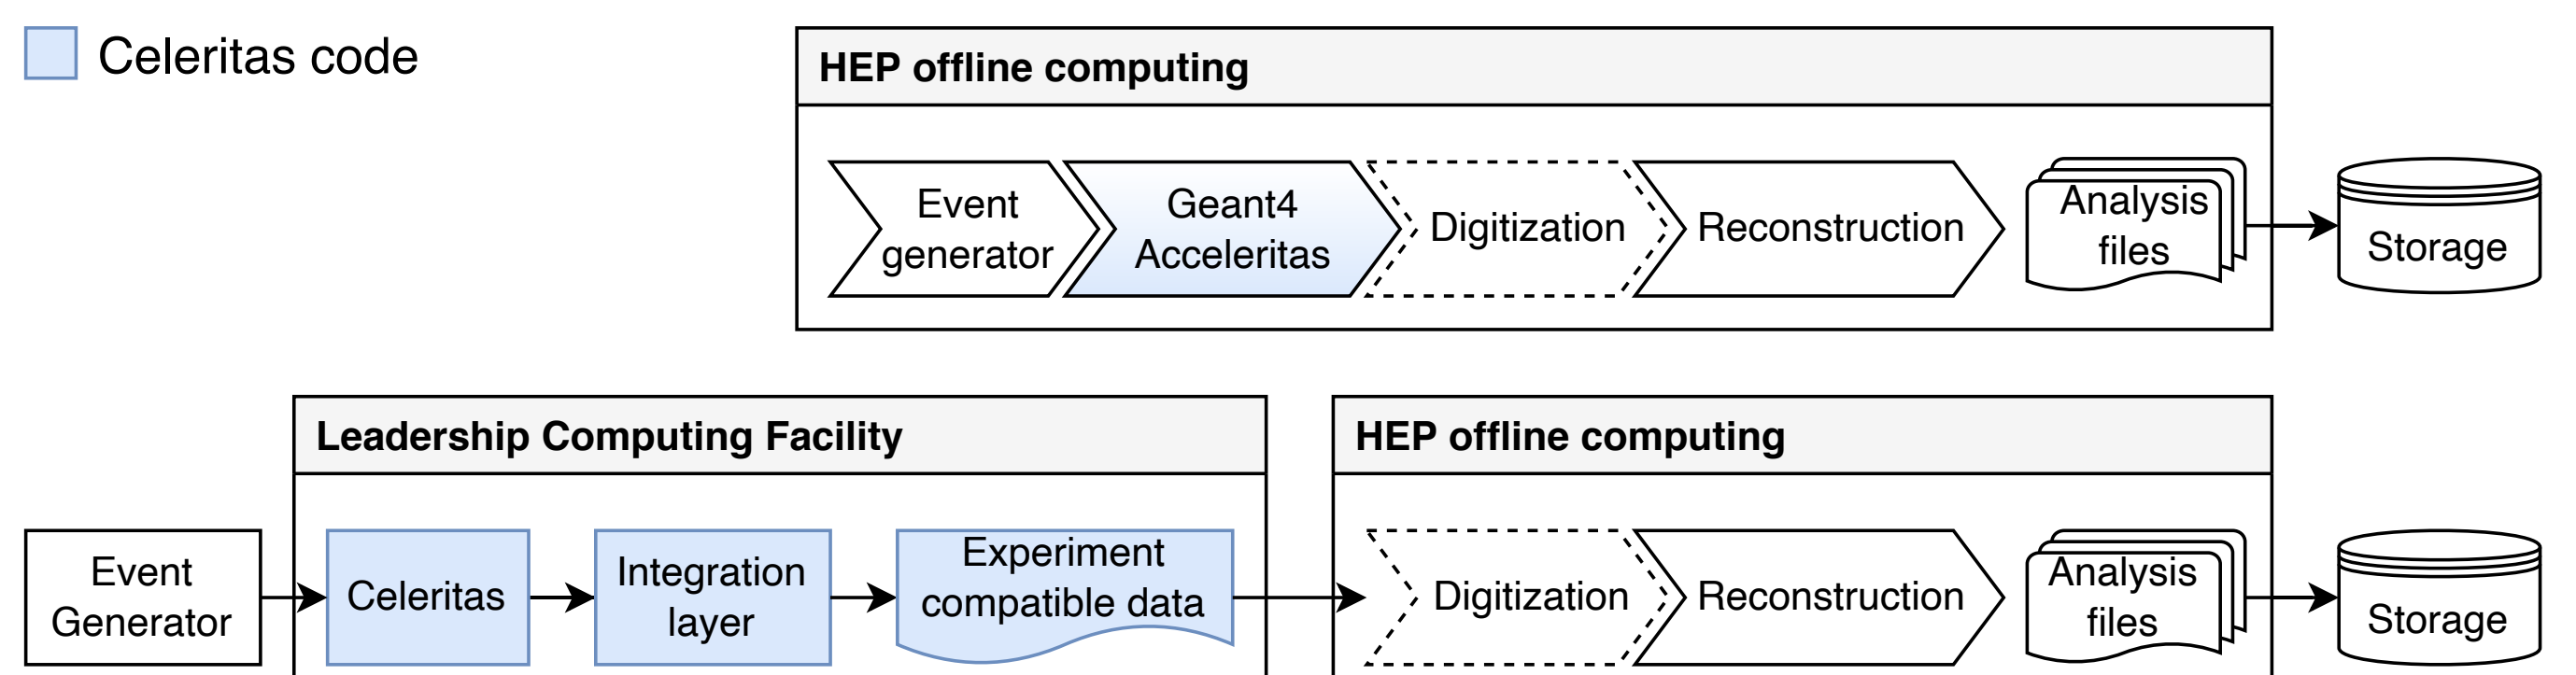 Celeritas code
HEP offline computing
Event
generator
Geant4
Acceleritas
Digitization
Reconstruction
Analysis
files
Storage
Leadership Computing Facility
HEP offline computing
Event
Generator
Celeritas
Integration
layer
Experiment
compatible data
Digitization
Reconstruction
Analysis
files
Storage